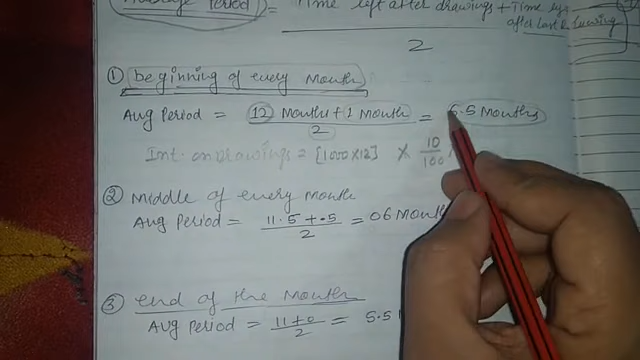 Average Period = Time left after drawings + Time
after last drawing
2
① beginning of every Month
Avg Period = 12 Months + 1 Month = 6.5 Months
2
Int. on Drawings = [1000×12] × 10
100
② Middle of every Month
Avg Period = 11.5 + .5 = 06 Month
2
③ end of the Month
Avg Period = 11+0 = 5.5
2